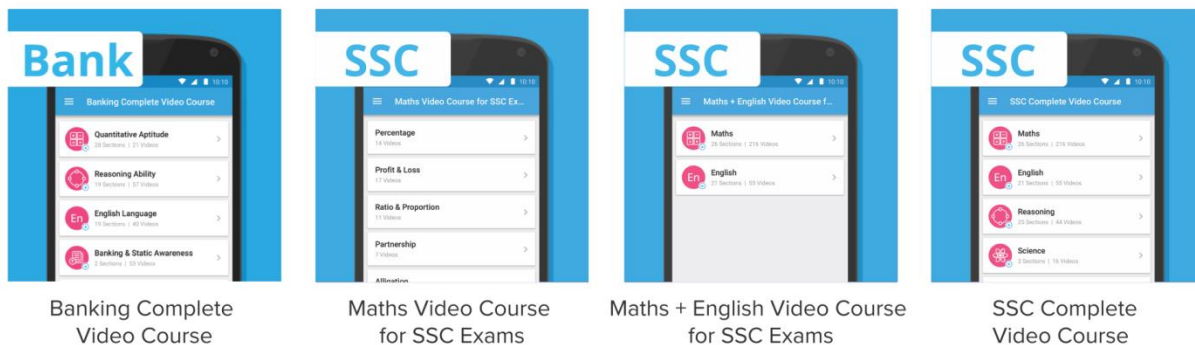 Bank
10:10
Banking Complete Video Course
Quantitative Aptitude
28 Sections | 21 Videos
Reasoning Ability
19 Sections | 57 Videos
En
English Language
19 Sections | 40 Videos
Banking & Static Awareness
2 Sections | 53 Videos
Banking Complete
Video Course
SSC
10:10
Maths Video Course for SSC Ex...
Percentage
14 Videos
Profit & Loss
17 Videos
Ratio & Proportion
11 Videos
Partnership
7 Videos
Alligation
Maths Video Course
for SSC Exams
SSC
10:10
Maths + English Video Course f...
Maths
26 Sections | 216 Videos
En
English
21 Sections | 55 Videos
Maths + English Video Course
for SSC Exams
SSC
10:10
SSC Complete Video Course
Maths
26 Sections | 216 Videos
En
English
21 Sections | 55 Videos
Reasoning
25 Sections | 44 Videos
Science
3 Sections | 16 Videos
SSC Complete
Video Course